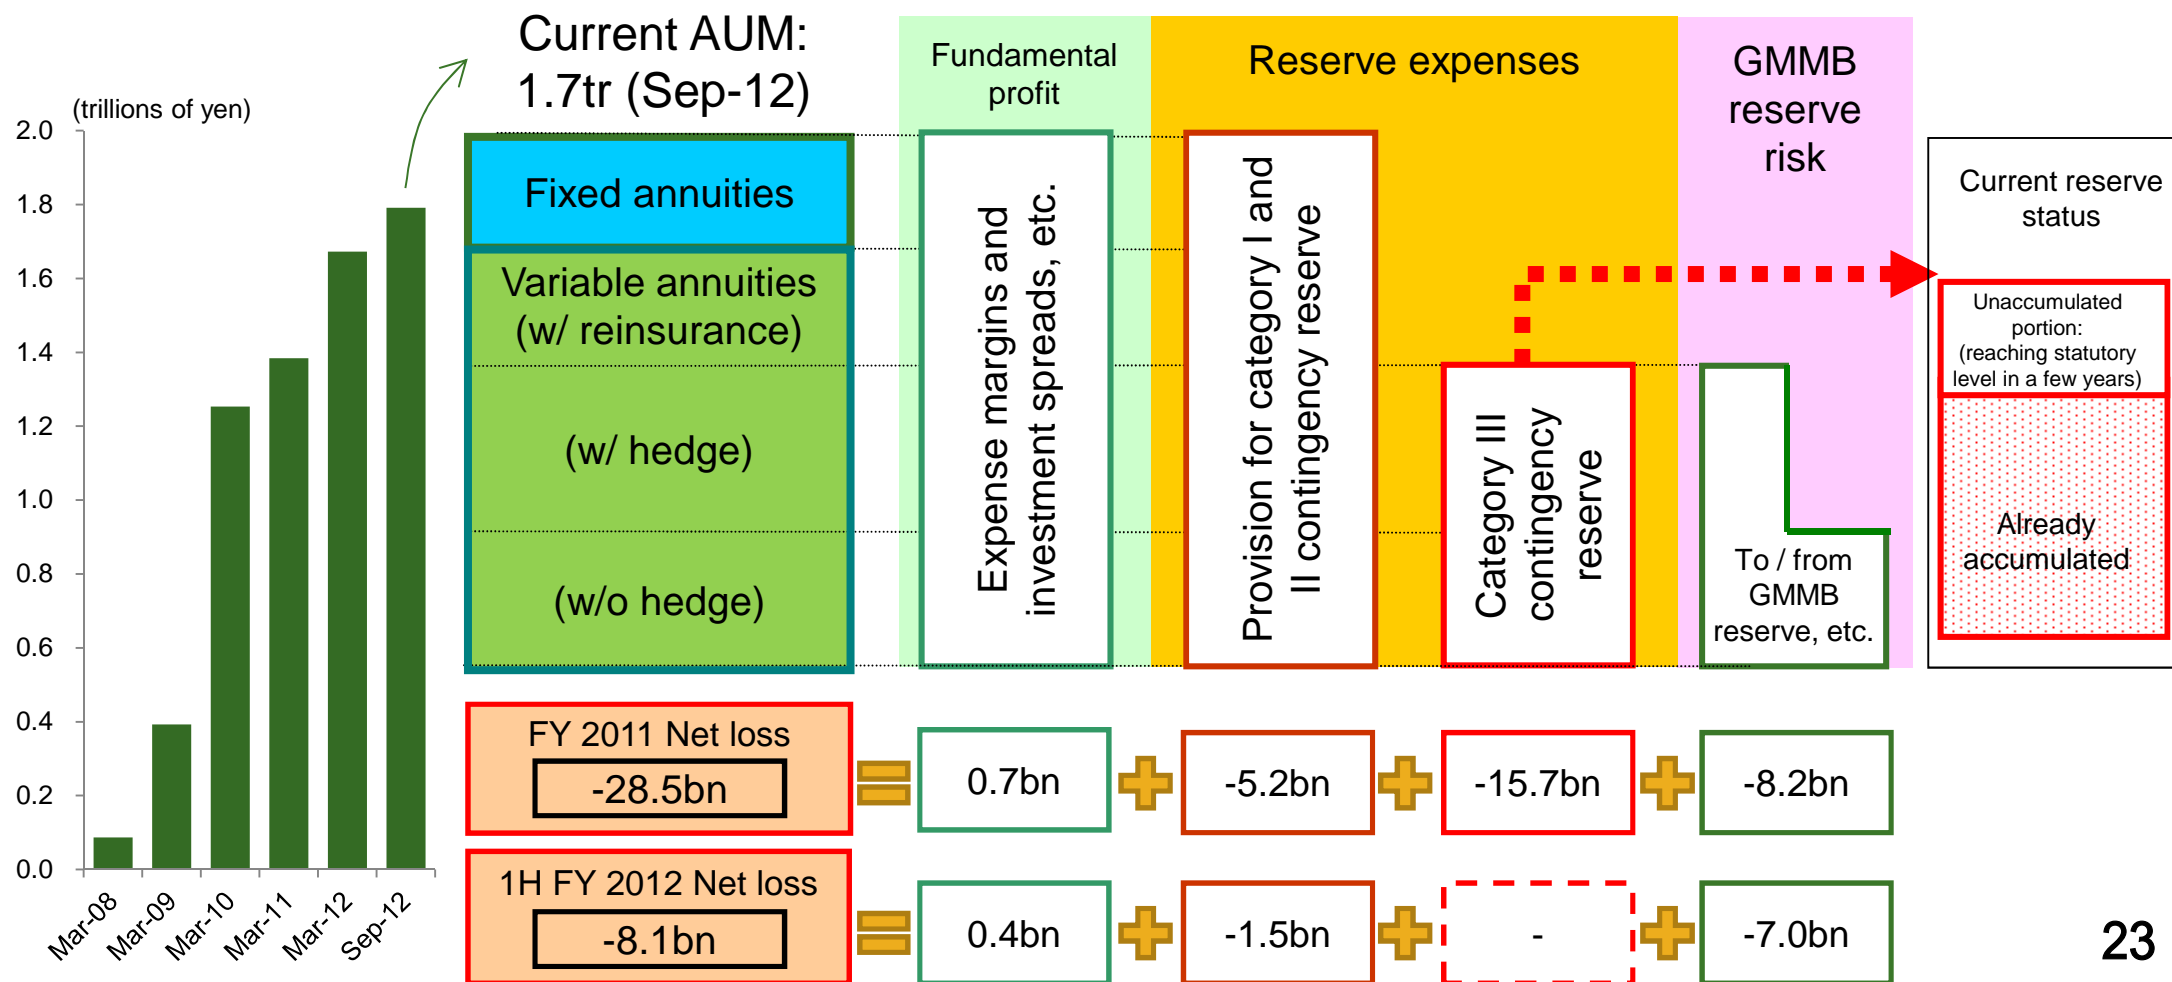 Current AUM:
1.7tr (Sep-12)
(trillions of yen)
2.0
1.8
1.6
1.4
1.2
1.0
0.8
0.6
0.4
0.2
0.0
Mar-08
Mar-09
Mar-10
Mar-11
Mar-12
Sep-12
Fixed annuities
Variable annuities
(w/ reinsurance)
(w/ hedge)
(w/o hedge)
Fundamental
profit
Expense margins and
investment spreads, etc.
Reserve expenses
Provision for category I and
II contingency reserve
Category III
contingency
reserve
GMMB
reserve
risk
To / from
GMMB
reserve, etc.
Current reserve
status
Unaccumulated
portion:
(reaching statutory
level in a few years)
Already
accumulated
FY 2011 Net loss
-28.5bn
0.7bn
-5.2bn
-15.7bn
-8.2bn
1H FY 2012 Net loss
-8.1bn
0.4bn
-1.5bn
-
-7.0bn
23